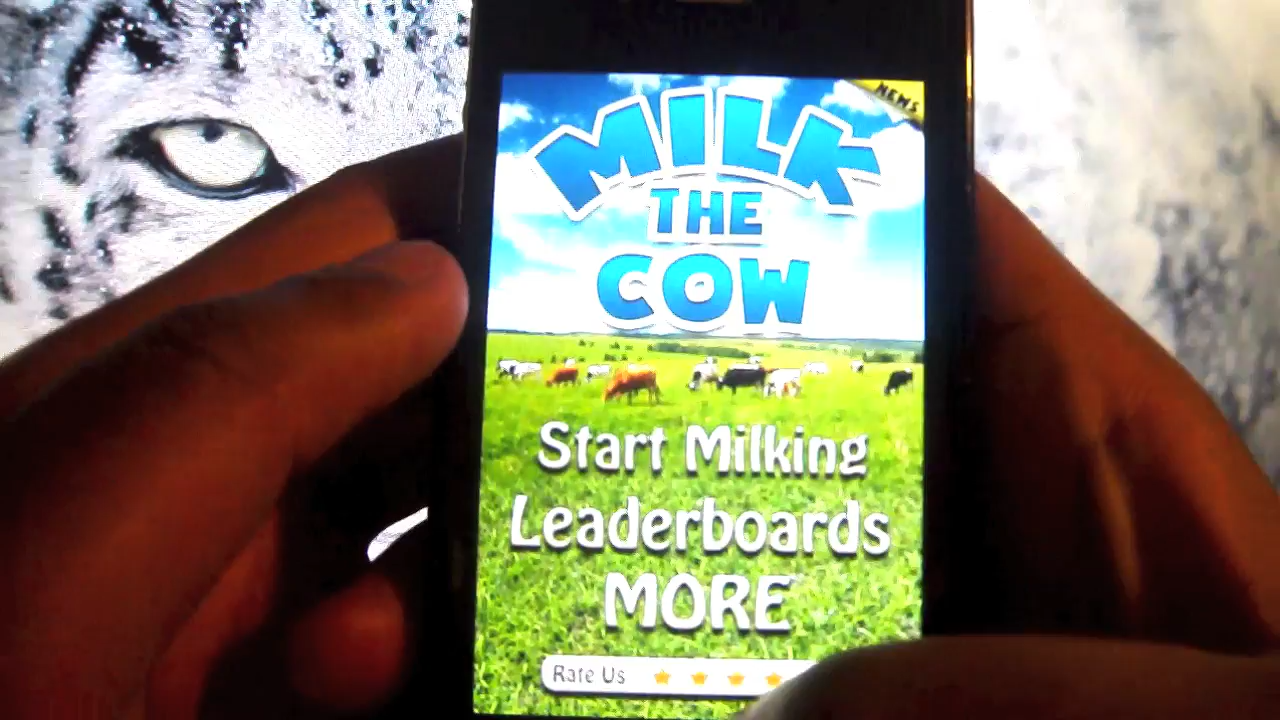 NEWS
MILK
THE
COW
Start Milking
Leaderboards
MORE
Rate Us